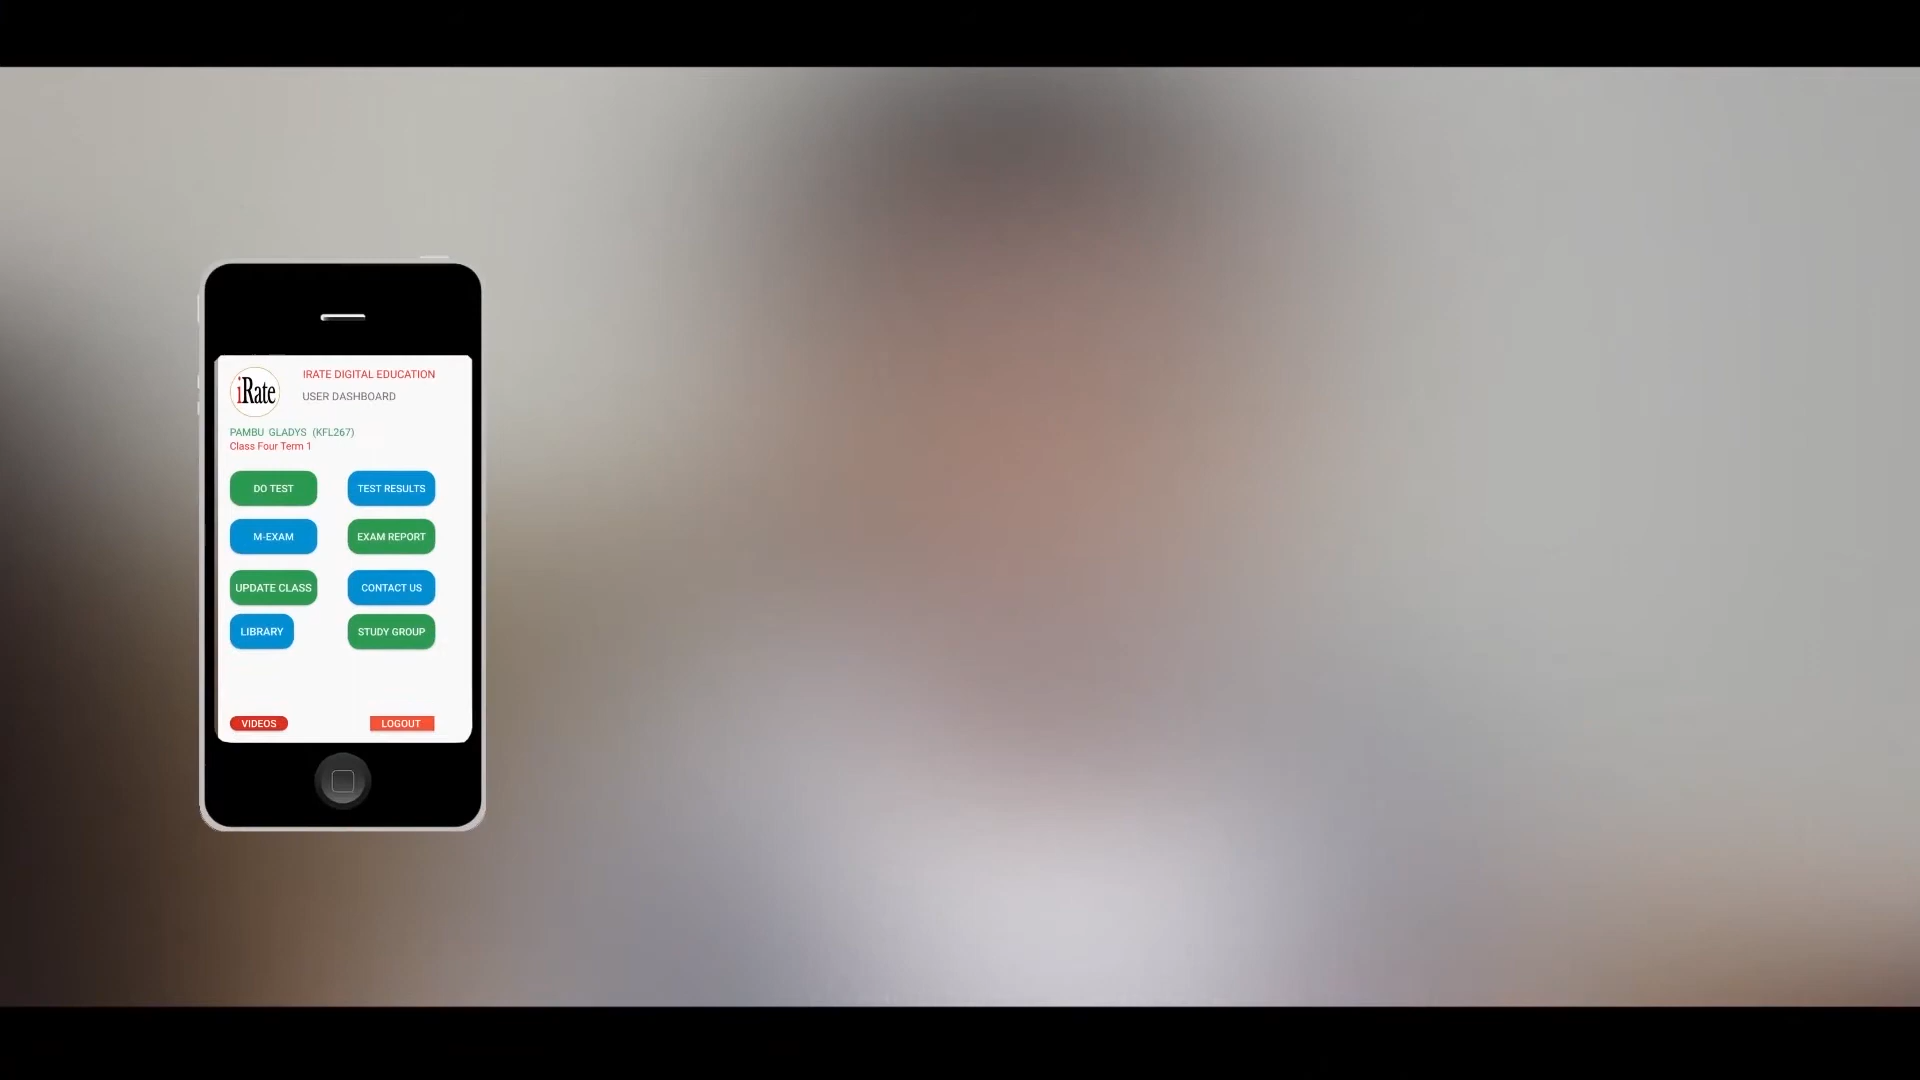 iRate
IRATE DIGITAL EDUCATION
USER DASHBOARD
PAMBU GLADYS (KFL267)
Class Four Term 1
DO TEST
TEST RESULTS
M-EXAM
EXAM REPORT
UPDATE CLASS
CONTACT US
LIBRARY
STUDY GROUP
VIDEOS
LOGOUT